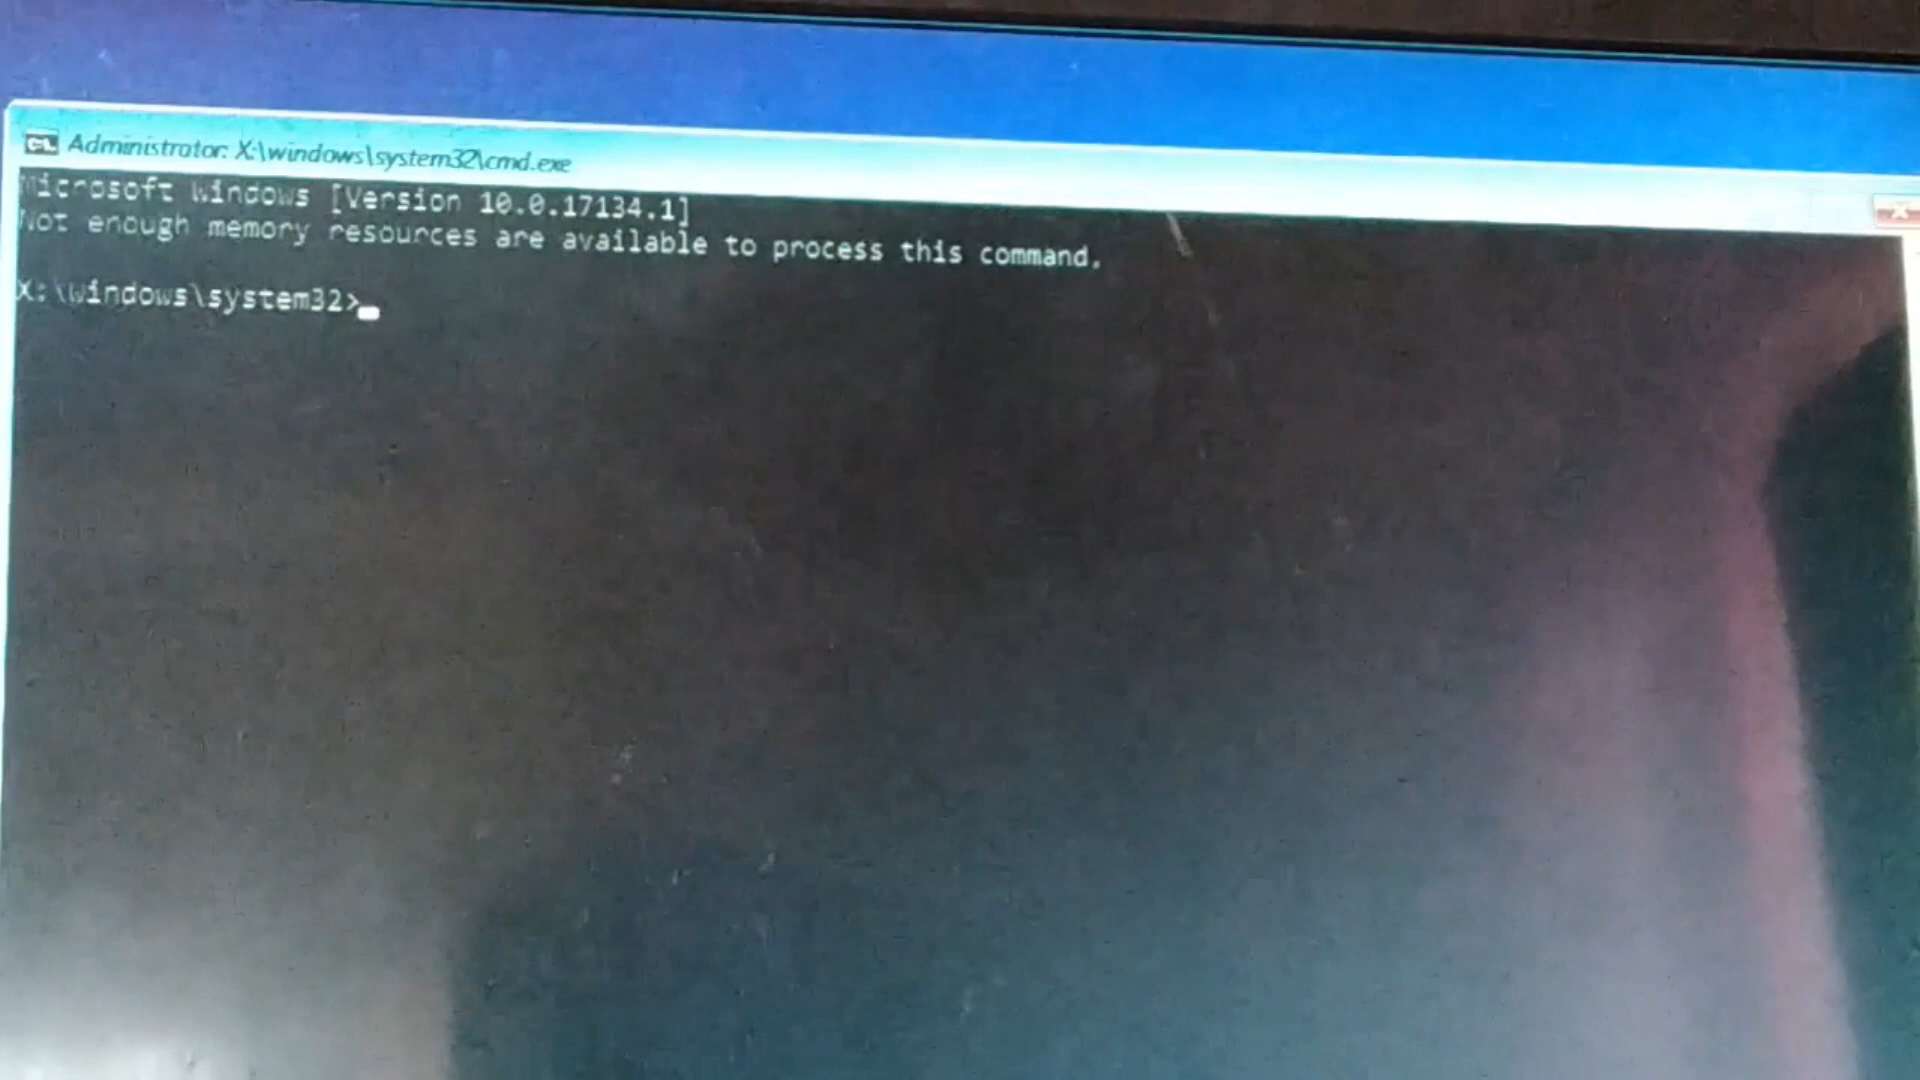 Administrator: X:\windows\system32\cmd.exe
Microsoft Windows [Version 10.0.17134.1]
Not enough memory resources are available to process this command.
X:\windows\system32>